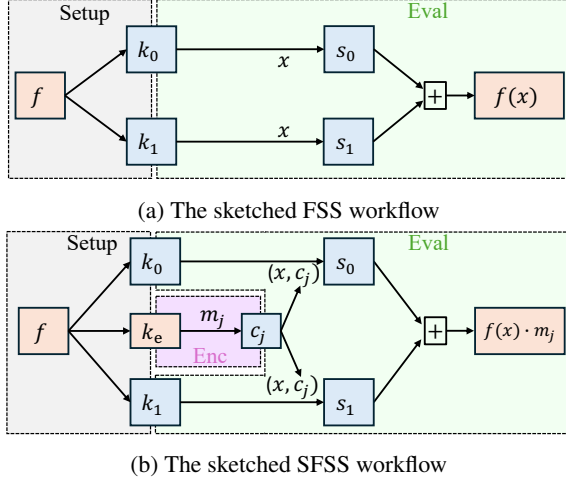 Setup
Eval
f
k₀
x
s₀
+
f(x)
k₁
x
s₁
(a) The sketched FSS workflow
Setup
Eval
k₀
(x, cⱼ)
s₀
f
kₑ
mⱼ
cⱼ
Enc
+
f(x) · mⱼ
k₁
(x, cⱼ)
s₁
(b) The sketched SFSS workflow